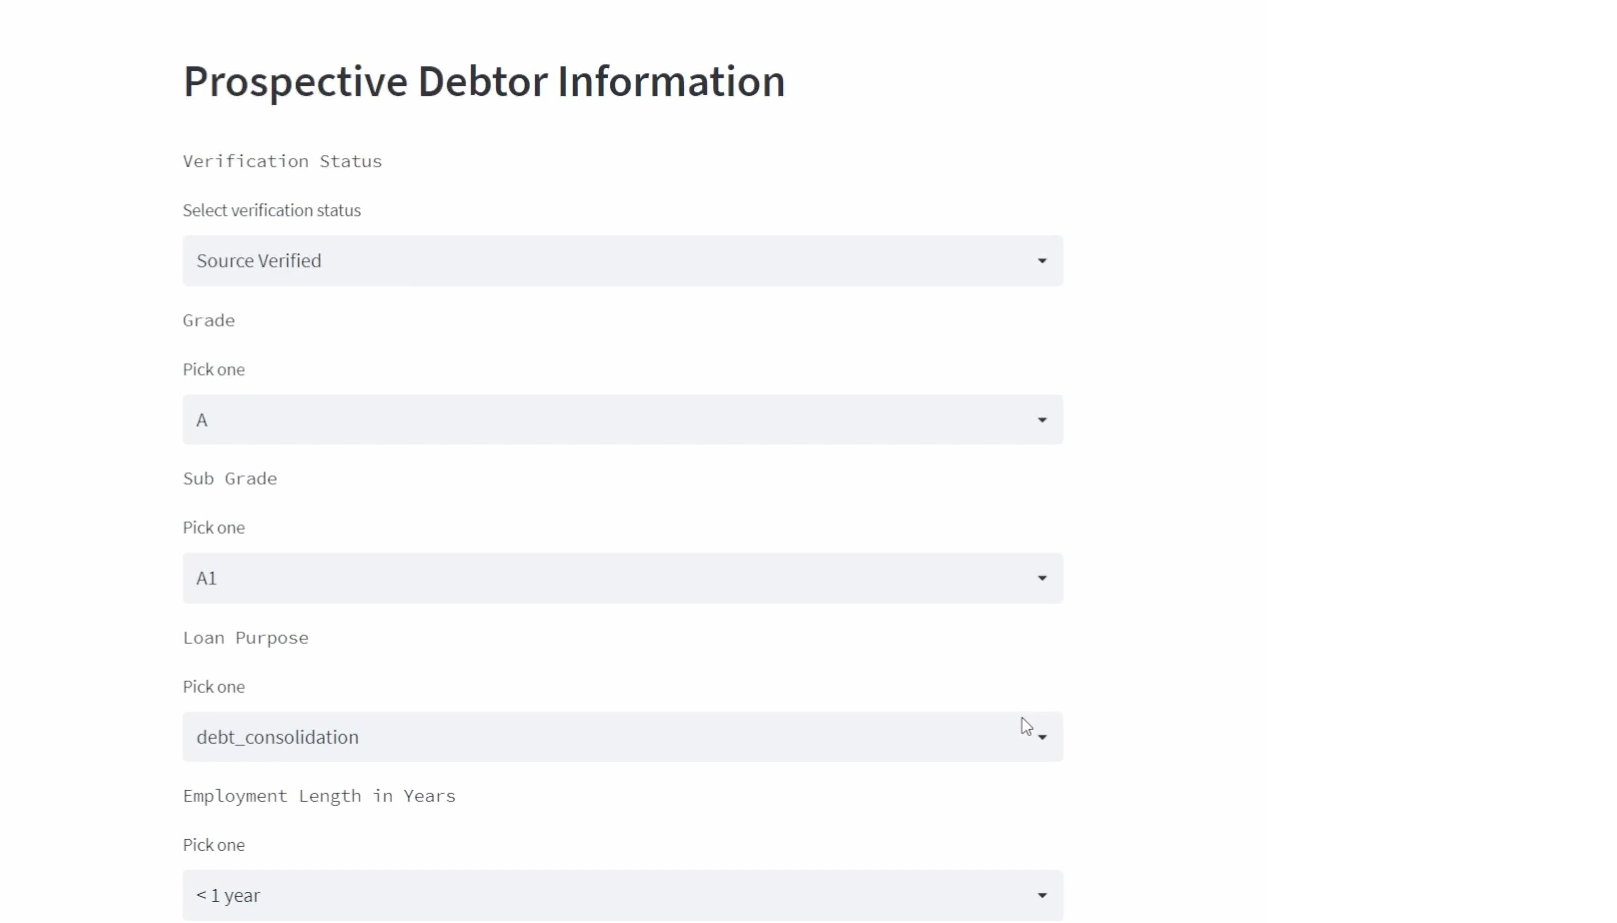 Prospective Debtor Information
Verification Status
Select verification status
Source Verified
Grade
Pick one
A
Sub Grade
Pick one
A1
Loan Purpose
Pick one
debt_consolidation
Employment Length in Years
Pick one
< 1 year